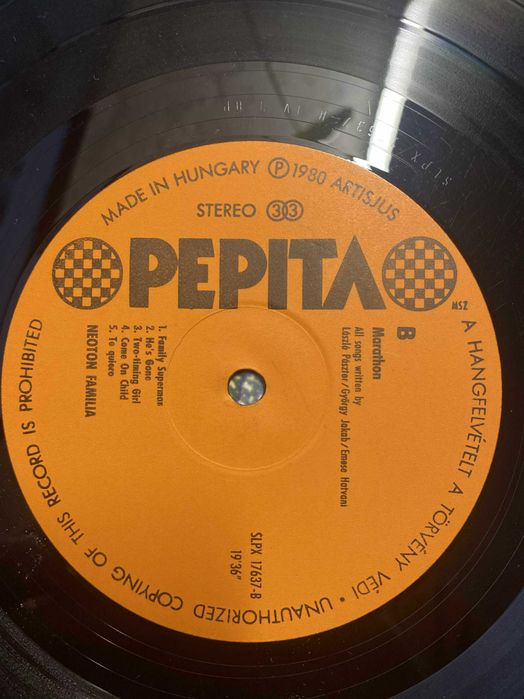 MADE IN HUNGARY Ⓟ 1980 ARTISJUS
STEREO 33
PEPITA
MSZ
B
Marathon
All songs written by
László Pásztor/György Jakab/Emese Hatvani
1. Family Superman
2. He's Gone
3. Two-timing Girl
4. Come On Child
5. Te quiero
NEOTON FAMILIA
SLPX 17637-B
19'36"
A HANGFELVÉTELT A TÖRVÉNY VÉDI • UNAUTHORIZED COPYING OF THIS RECORD IS PROHIBITED